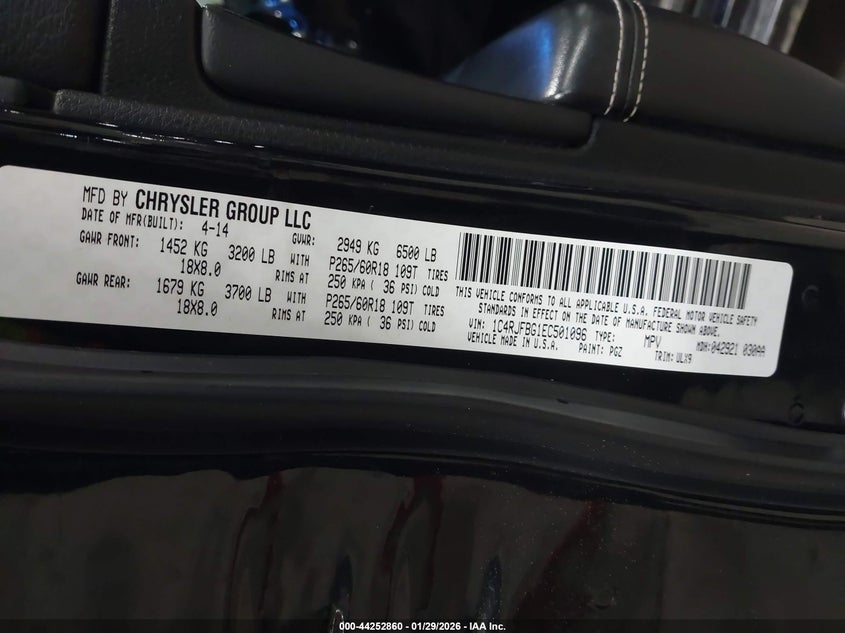 MFD BY CHRYSLER GROUP LLC
DATE OF MFR(BUILT): 4-14 GVWR: 2949 KG 6500 LB
GAWR FRONT: 1452 KG 3200 LB WITH P265/60R18 109T TIRES
18X8.0 RIMS AT 250 KPA ( 36 PSI) COLD
GAWR REAR: 1679 KG 3700 LB WITH P265/60R18 109T TIRES
18X8.0 RIMS AT 250 KPA ( 36 PSI) COLD
THIS VEHICLE CONFORMS TO ALL APPLICABLE U.S.A. FEDERAL MOTOR VEHICLE SAFETY
STANDARDS IN EFFECT ON THE DATE OF MANUFACTURE SHOWN ABOVE.
VIN: 1C4RJFBG1EC501096 TYPE: MPV MDH:042921 030AA
VEHICLE MADE IN U.S.A. PAINT: PGZ TRIM: ULX9
000-44252860 - 01/29/2026 - IAA Inc.